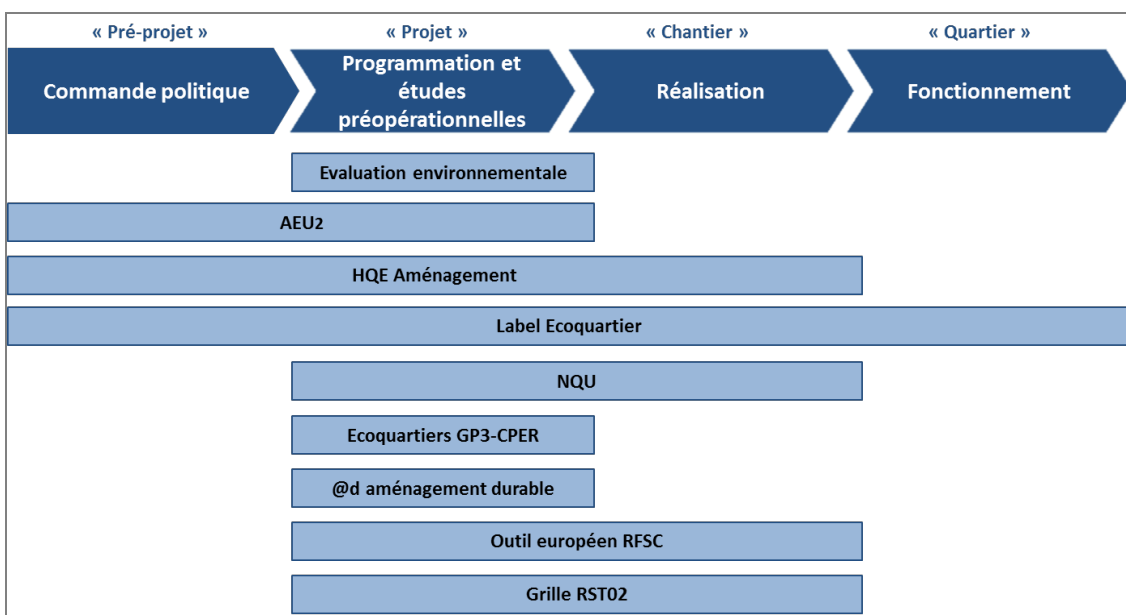 « Pré-projet »
« Projet »
« Chantier »
« Quartier »
Commande politique
Programmation et
études
préopérationnelles
Réalisation
Fonctionnement
Evaluation environnementale
AEU2
HQE Aménagement
Label Ecoquartier
NQU
Ecoquartiers GP3-CPER
@d aménagement durable
Outil européen RFSC
Grille RST02